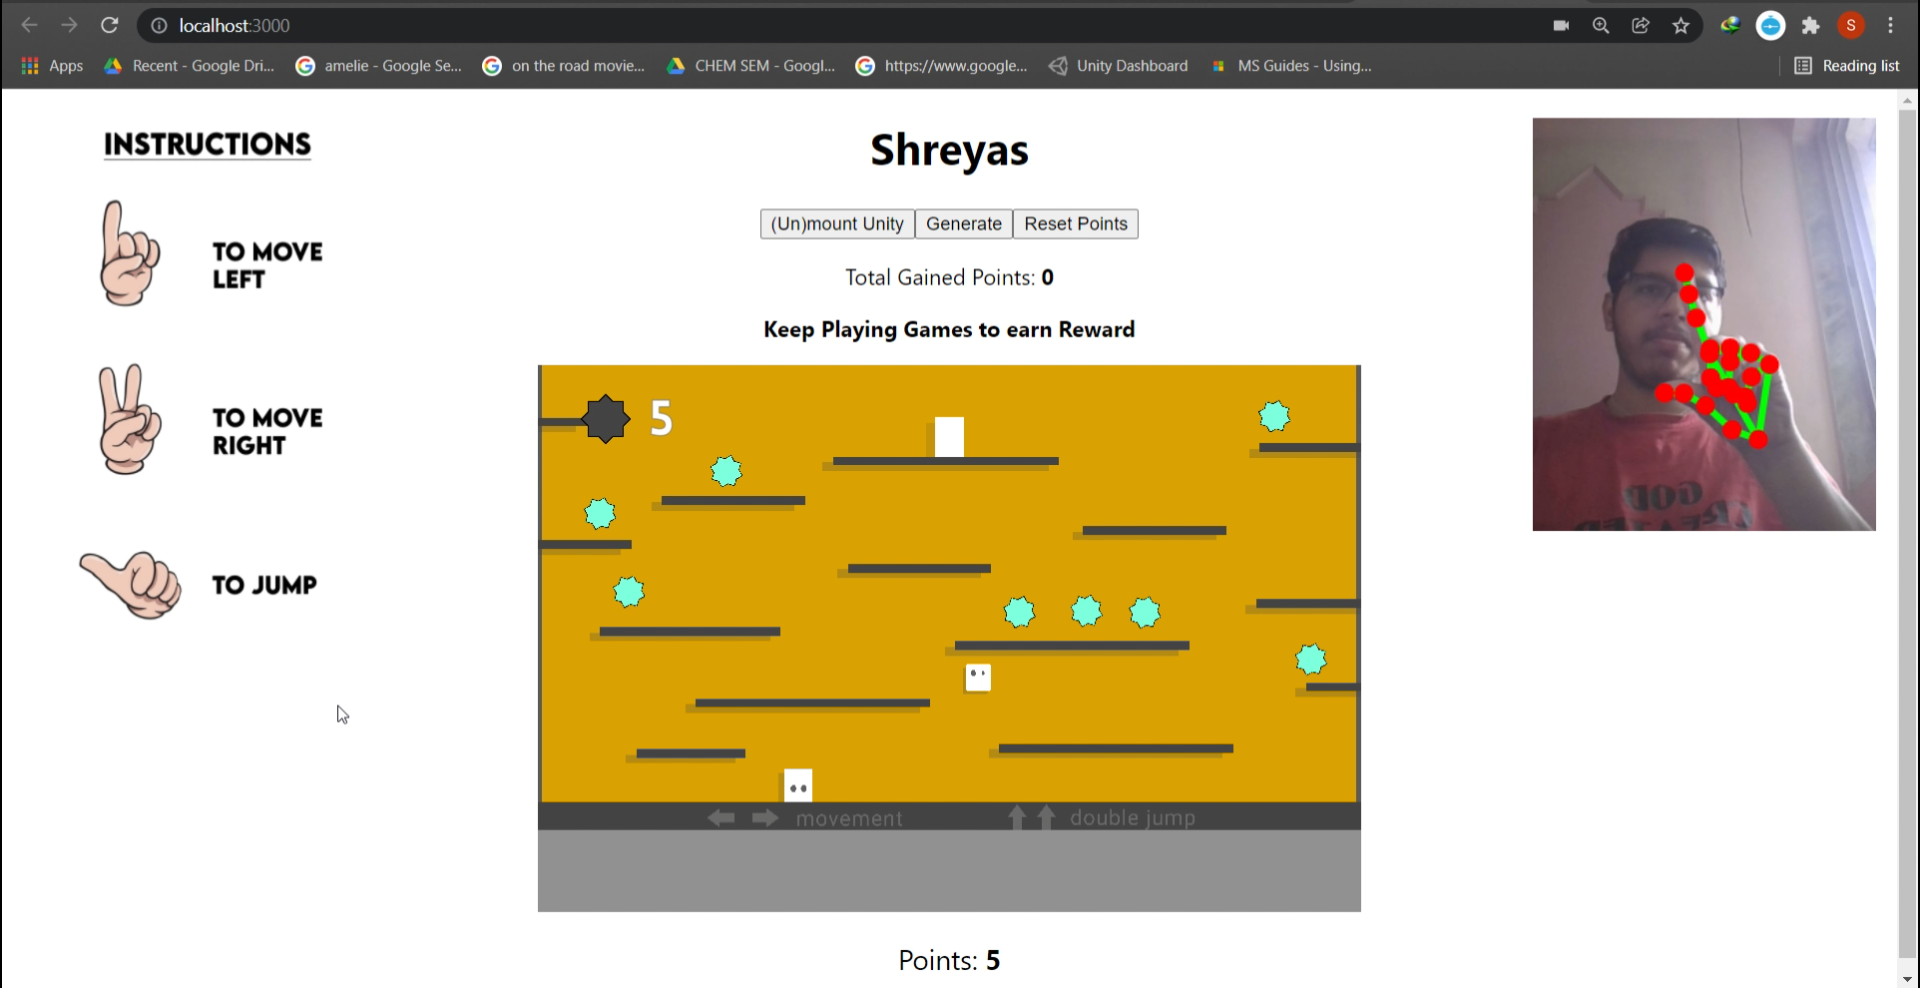 localhost:3000
S
Apps
Recent - Google Dri...
amelie - Google Se...
on the road movie...
CHEM SEM - Googl...
https://www.google...
Unity Dashboard
MS Guides - Using...
Reading list
INSTRUCTIONS
TO MOVE
LEFT
TO MOVE
RIGHT
TO JUMP
Shreyas
(Un)mount Unity
Generate
Reset Points
Total Gained Points: 0
Keep Playing Games to earn Reward
5
movement
double jump
Points: 5
GOD